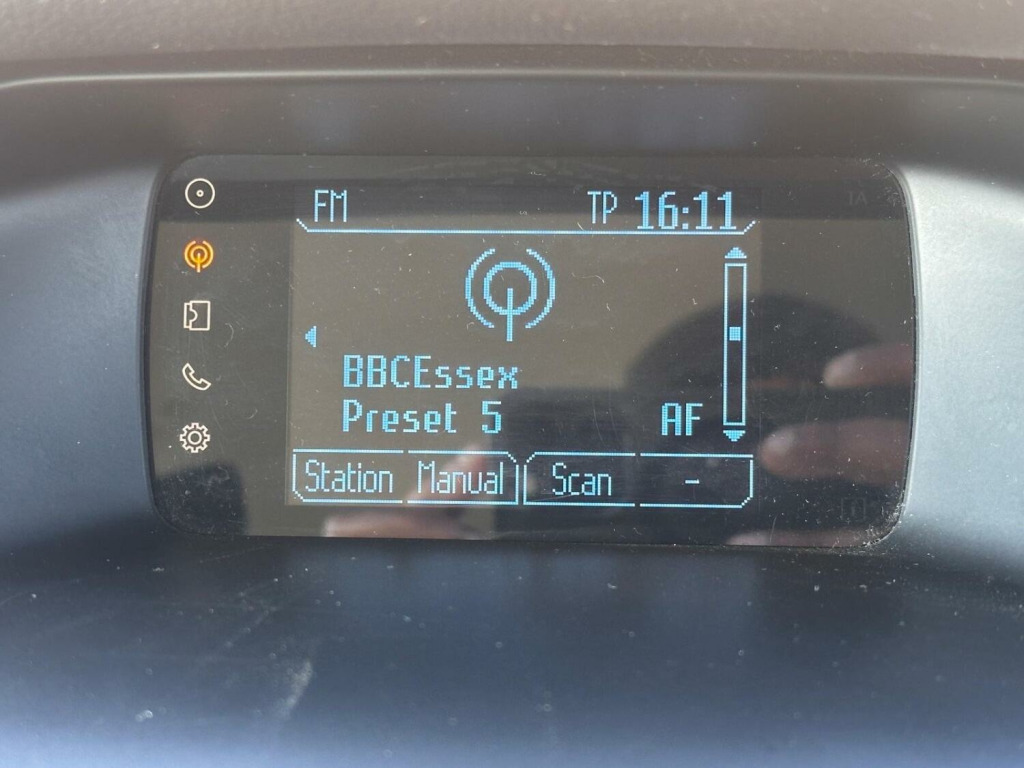 FM TP 16:11
BBCEssex
Preset 5 AF
Station Manual Scan -